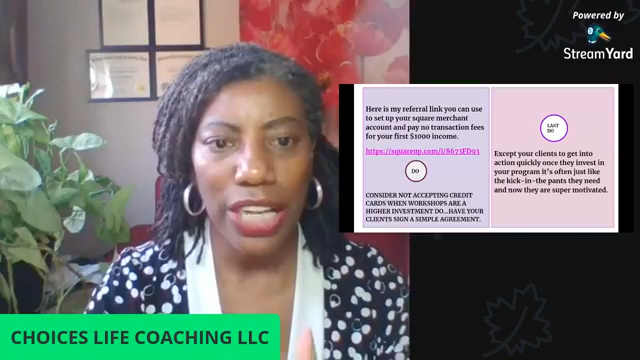 Powered by
StreamYard
Here is my referral link you can use
to set up your square merchant
account and pay no transaction fees
for your first $1000 income.
https://squareup.com/i/8673FD93
DO
CONSIDER NOT ACCEPTING CREDIT
CARDS WHEN WORKSHOPS ARE A
HIGHER INVESTMENT DO...HAVE YOUR
CLIENTS SIGN A SIMPLE AGREEMENT.
LAST
DO
Except your clients to get into
action quickly once they invest in
your program it's often just like
the kick-in-the pants they need
and now they are super motivated.
CHOICES LIFE COACHING LLC